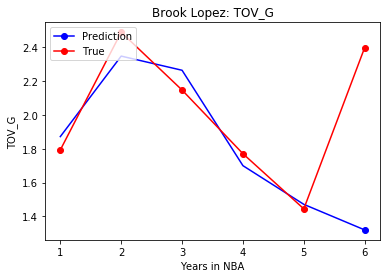 Brook Lopez: TOV_G
Prediction
True
TOV_G
2.4
2.2
2.0
1.8
1.6
1.4
1
2
3
4
5
6
Years in NBA